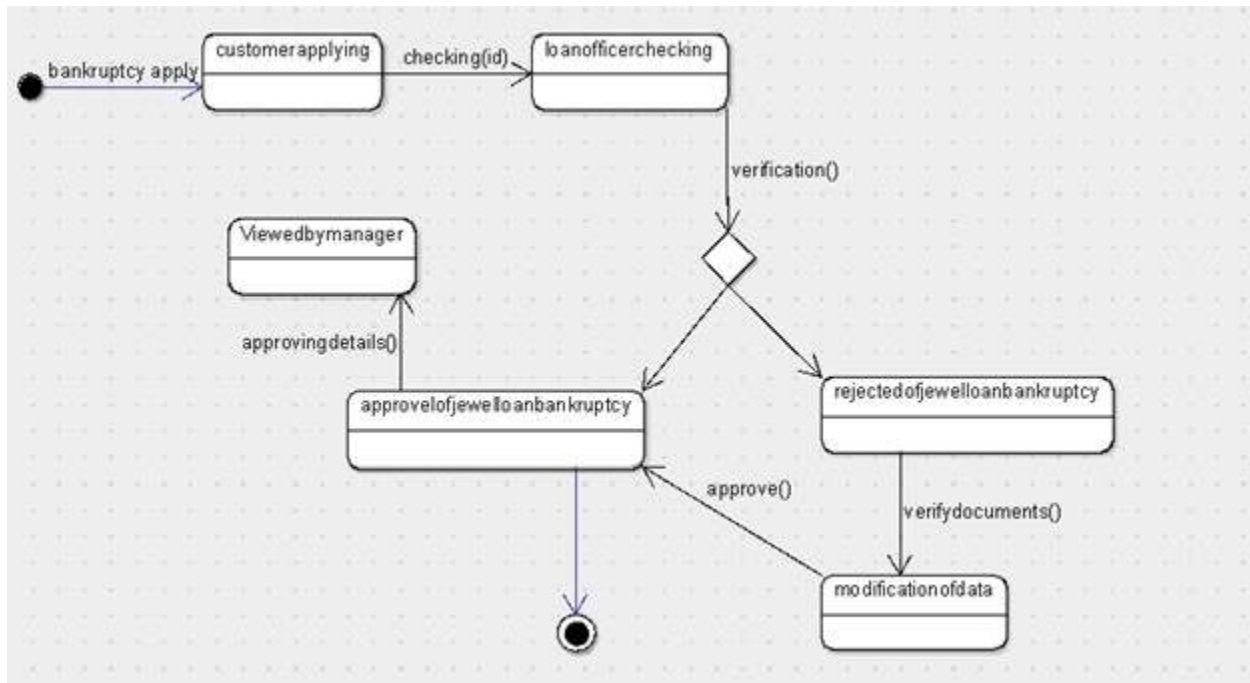 customerapplying
loanofficerchecking
checking(id)
bankruptcy apply
verification()
Viewedbymanager
approvingdetails()
approvelofjewelloanbankruptcy
rejectedofjewelloanbankruptcy
approve()
verifydocuments()
modificationofdata